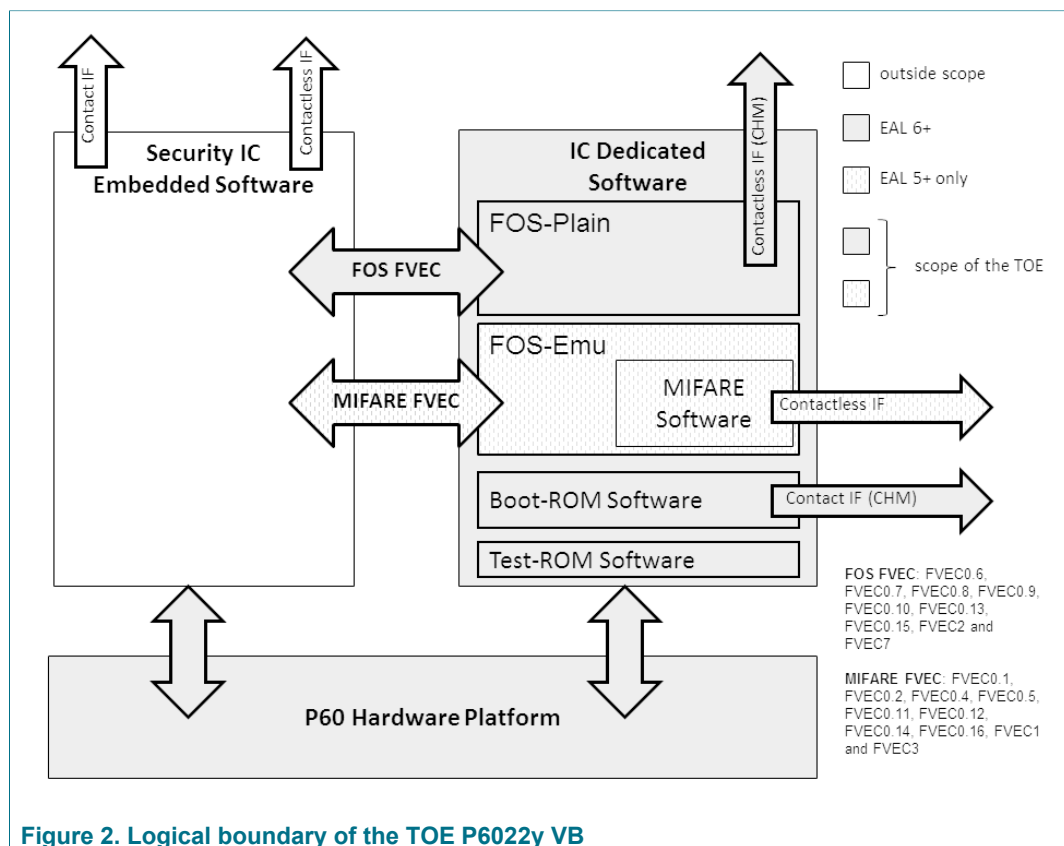 Contact IF
Contactless IF
Security IC
Embedded Software
IC Dedicated
Software
Contactless IF (CHM)
FOS-Plain
FOS FVEC
FOS-Emu
MIFARE
Software
MIFARE FVEC
Contactless IF
Boot-ROM Software
Contact IF (CHM)
Test-ROM Software
P60 Hardware Platform
outside scope
EAL 6+
EAL 5+ only
scope of the TOE
FOS FVEC: FVEC0.6,
FVEC0.7, FVEC0.8, FVEC0.9,
FVEC0.10, FVEC0.13,
FVEC0.15, FVEC2 and
FVEC7
MIFARE FVEC: FVEC0.1,
FVEC0.2, FVEC0.4, FVEC0.5,
FVEC0.11, FVEC0.12,
FVEC0.14, FVEC0.16, FVEC1
and FVEC3
Figure 2. Logical boundary of the TOE P6022y VB